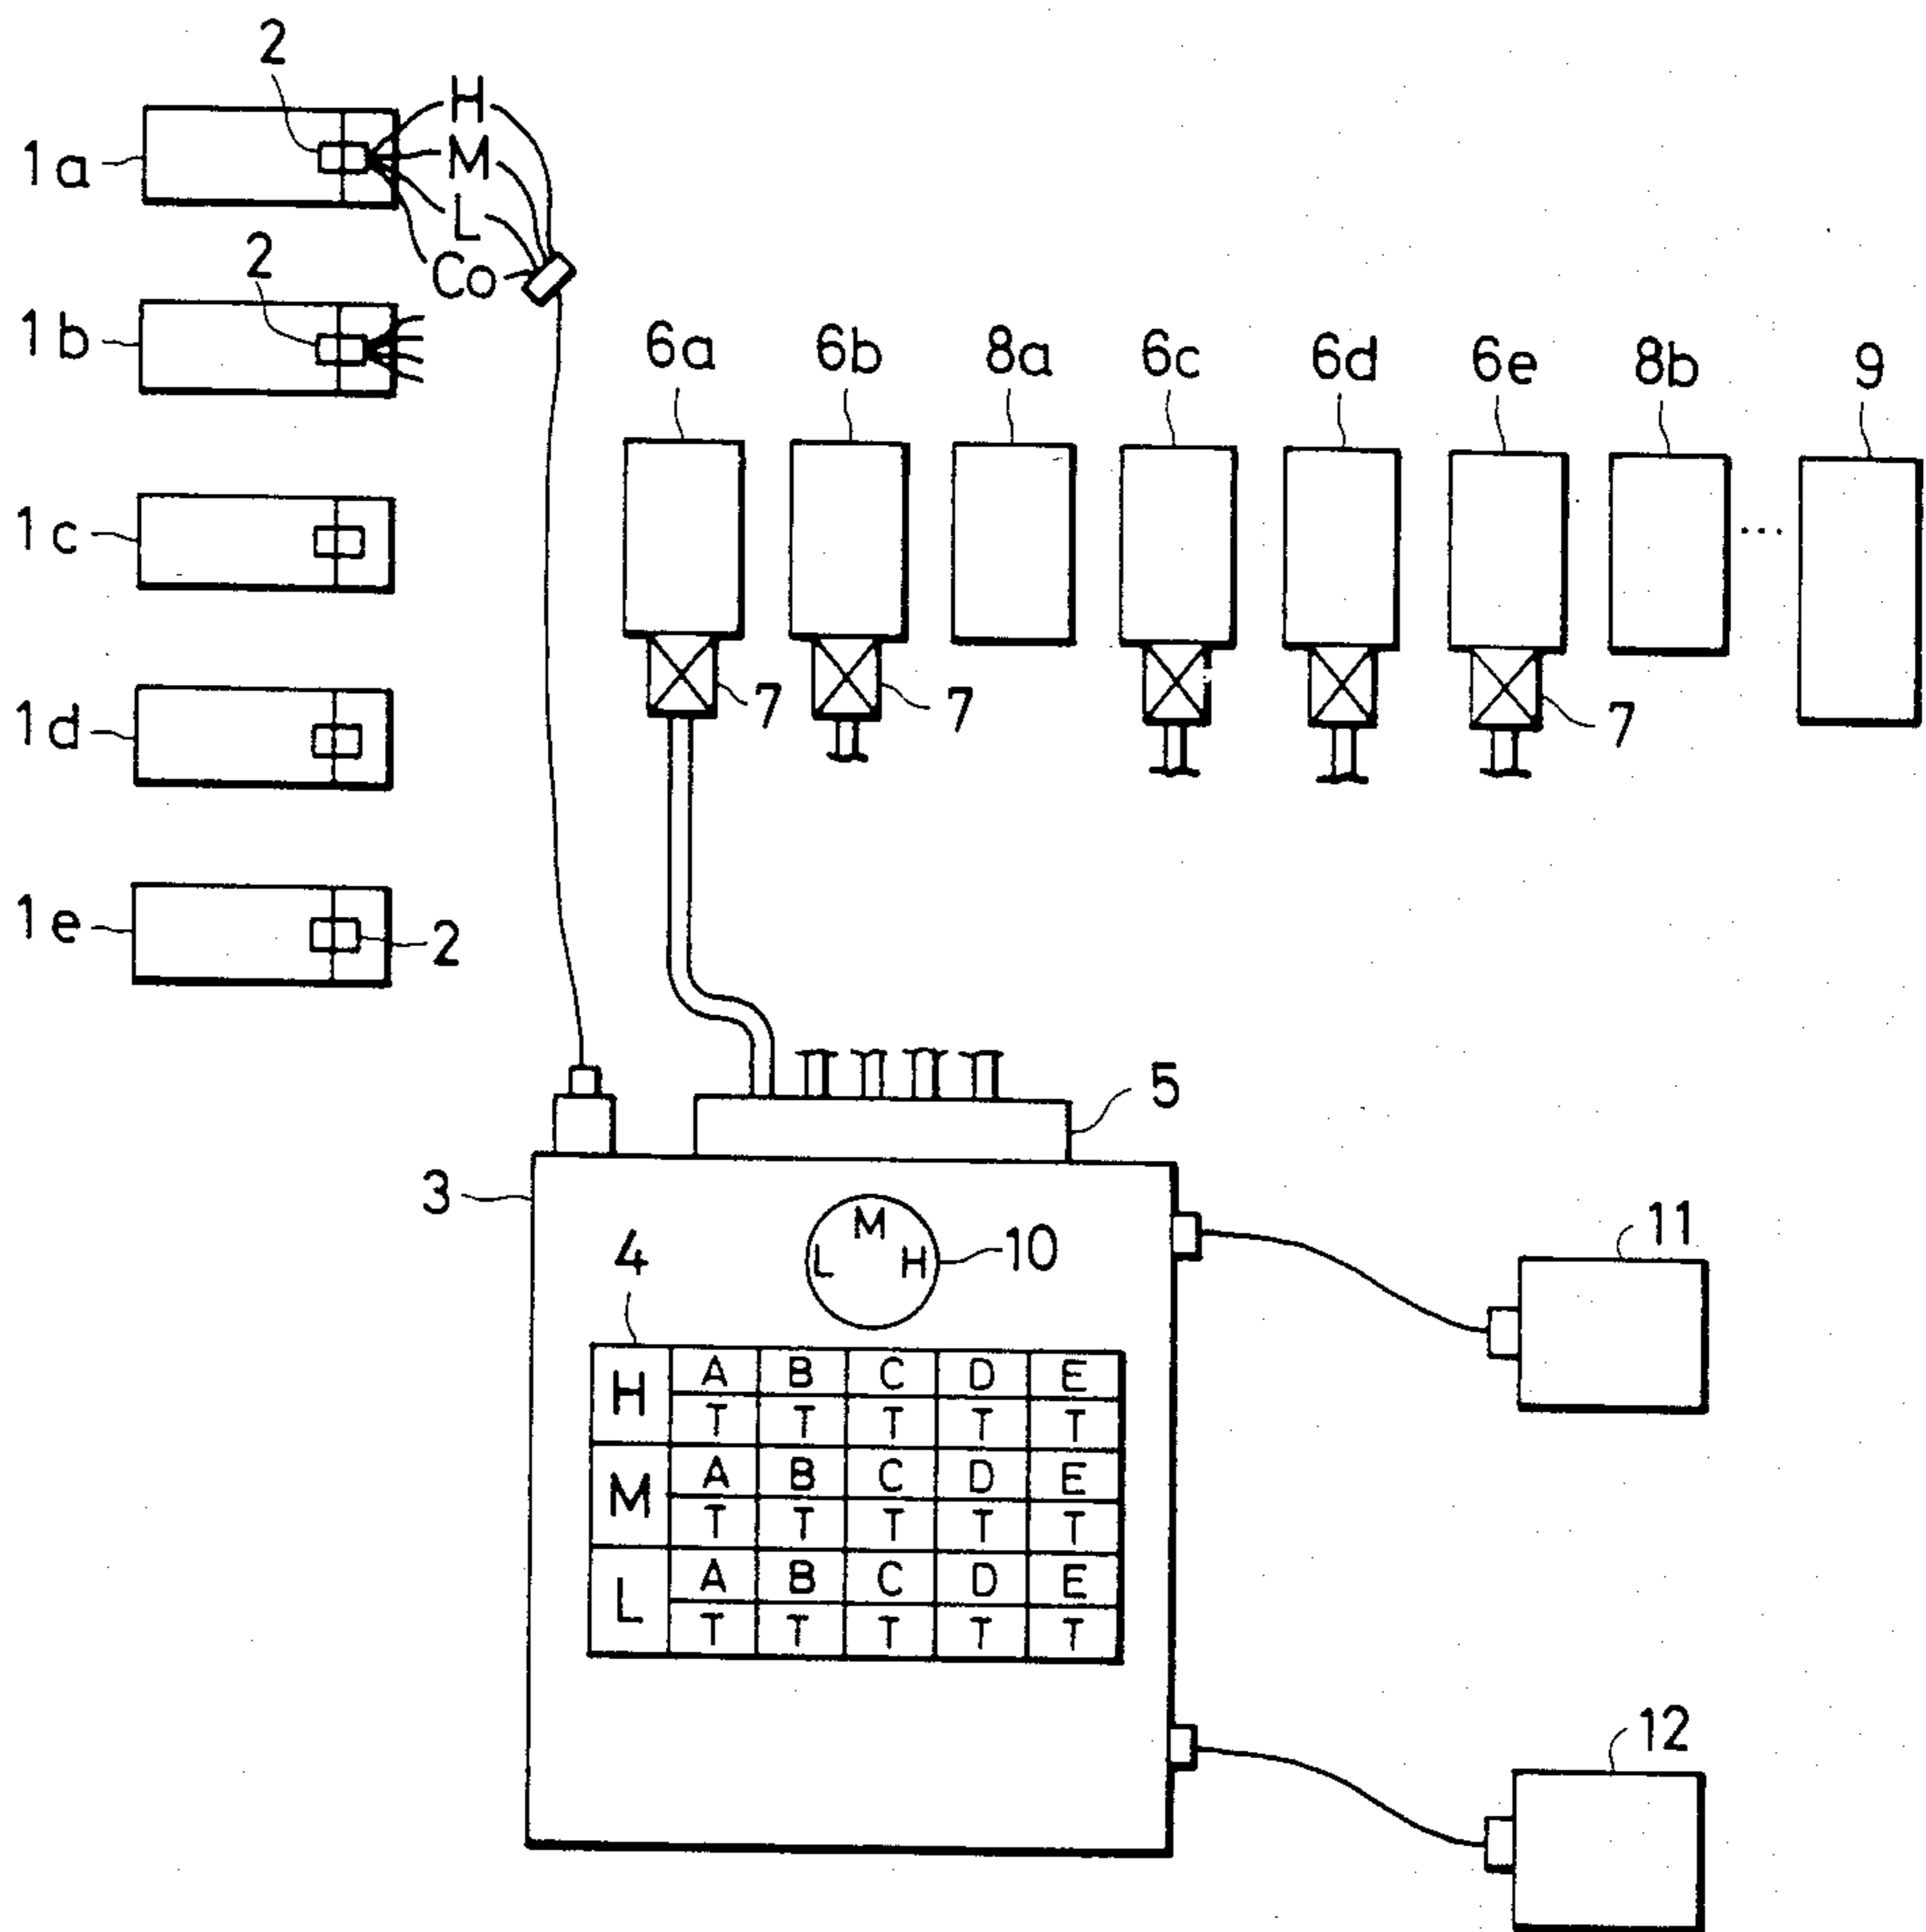 2
H
1a
M
L
2
Co
1b
6a
6b
8a
6c
6d
6e
8b
9
1c
...
7
7
7
1d
1e
2
5
3
M
L
H
10
11
4
H A B C D E
T T T T T
M A B C D E
T T T T T
L A B C D E
T T T T T
12